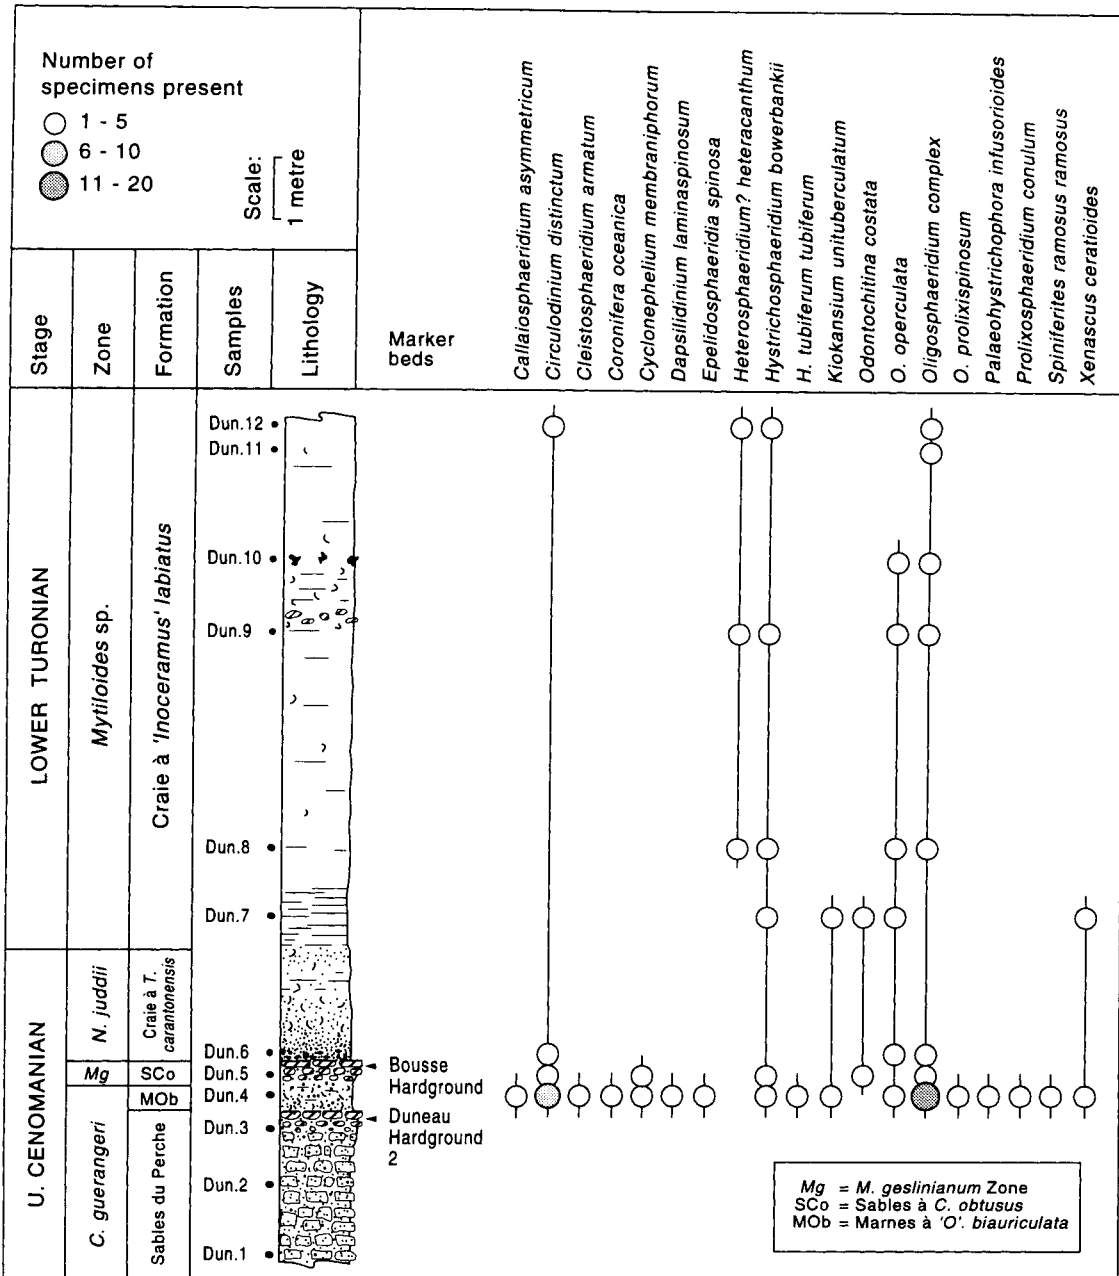 Number of
specimens present
1 - 5
6 - 10
11 - 20
Scale:
1 metre
Stage
Zone
Formation
Samples
Lithology
Marker
beds
Callaiosphaeridium asymmetricum
Circulodinium distinctum
Cleistosphaeridium armatum
Coronifera oceanica
Cyclonephelium membraniphorum
Dapsilidinium laminaspinosum
Epelidosphaeridia spinosa
Heterosphaeridium? heteracanthum
Hystrichosphaeridium bowerbankii
H. tubiferum tubiferum
Kiokansium unituberculatum
Odontochitina costata
O. operculata
Oligosphaeridium complex
O. prolixispinosum
Palaeohystrichophora infusorioides
Prolixosphaeridium conulum
Spiniferites ramosus ramosus
Xenascus ceratioides
LOWER TURONIAN
U. CENOMANIAN
Mytiloides sp.
N. juddii
Mg
C. guerangeri
Craie à 'Inoceramus' labiatus
Craie à T.
carantonensis
SCo
MOb
Sables du Perche
Dun.12
Dun.11
Dun.10
Dun.9
Dun.8
Dun.7
Dun.6
Dun.5
Dun.4
Dun.3
Dun.2
Dun.1
Bousse
Hardground
Duneau
Hardground
2
Mg = M. geslinianum Zone
SCo = Sables à C. obtusus
MOb = Marnes à 'O'. biauriculata